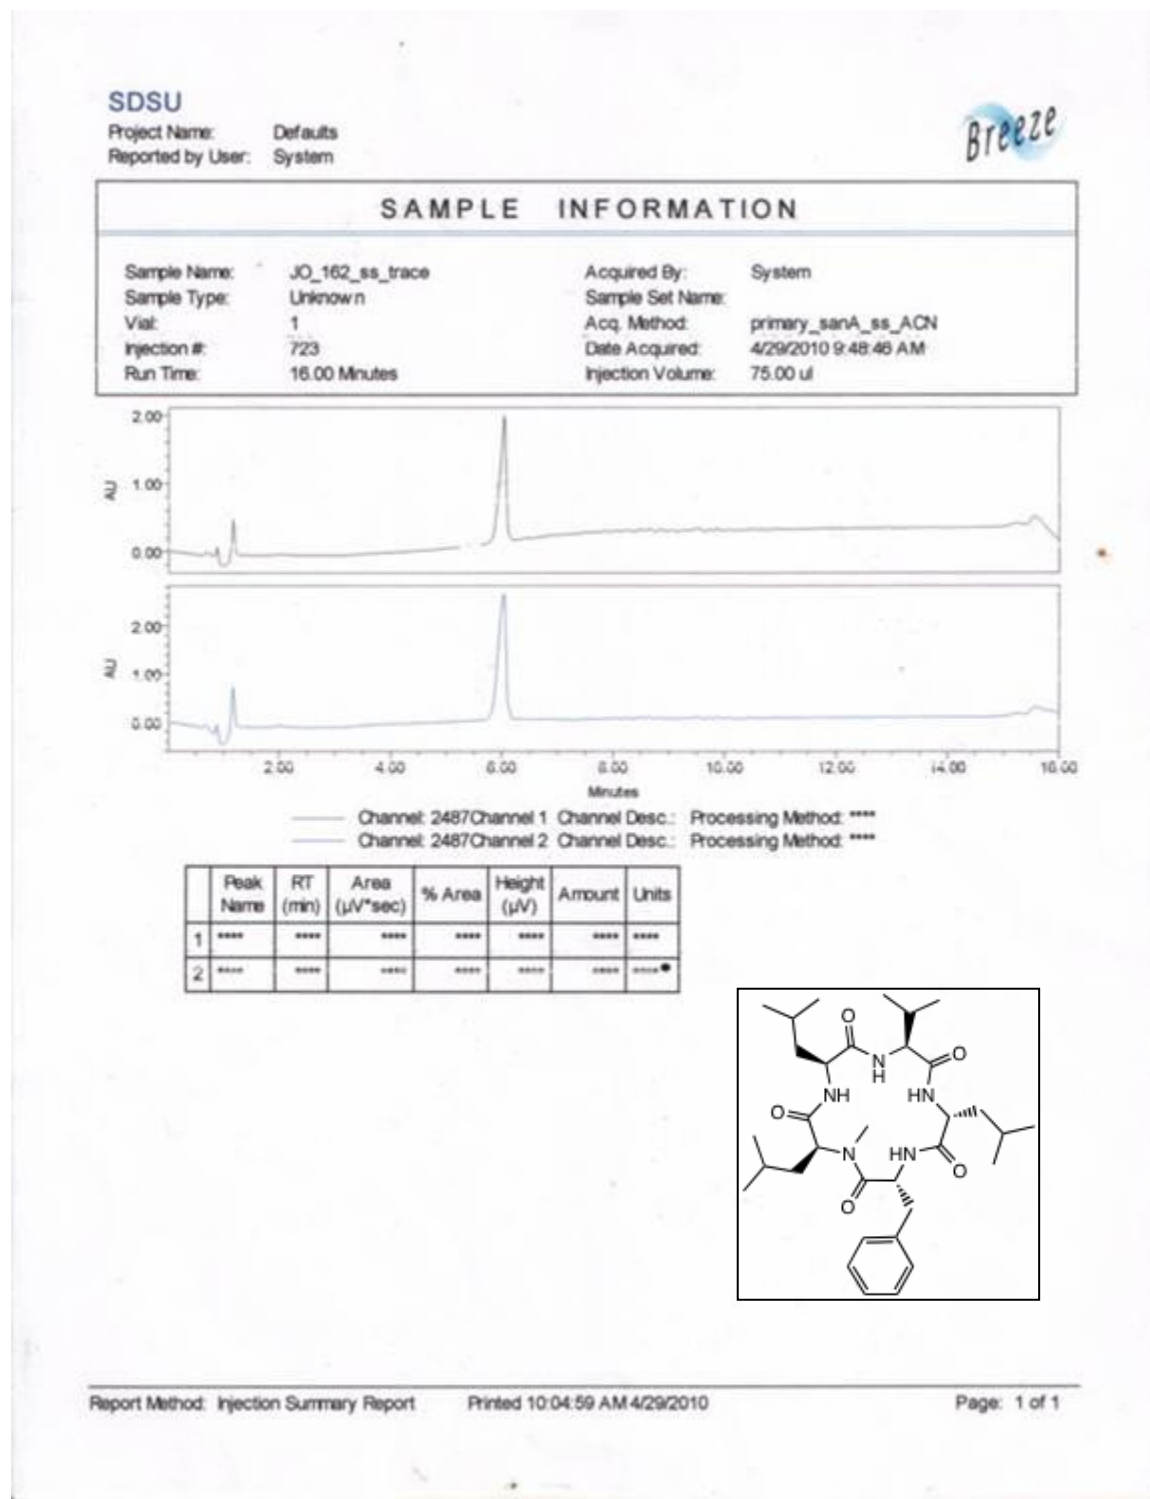 SDSU
Project Name: Defaults
Reported by User: System
Breeze
SAMPLE INFORMATION
Sample Name: JO_162_ss_trace
Sample Type: Unknown
Vial: 1
Injection #: 723
Run Time: 16.00 Minutes
Acquired By: System
Sample Set Name:
Acq. Method: primary_sanA_ss_ACN
Date Acquired: 4/29/2010 9:48:46 AM
Injection Volume: 75.00 ul
AU
2.00
1.00
0.00
AU
2.00
1.00
0.00
2.00 4.00 6.00 8.00 10.00 12.00 14.00 16.00
Minutes
Channel: 2487Channel 1 Channel Desc.: Processing Method: ****
Channel: 2487Channel 2 Channel Desc.: Processing Method: ****
Peak Name RT (min) Area (µV*sec) % Area Height (µV) Amount Units
1 **** **** **** **** **** **** ****
2 **** **** **** **** **** **** ****
O
O
N
H
NH
HN
O
N
HN
O
O
Report Method: Injection Summary Report Printed 10:04:59 AM 4/29/2010 Page: 1 of 1